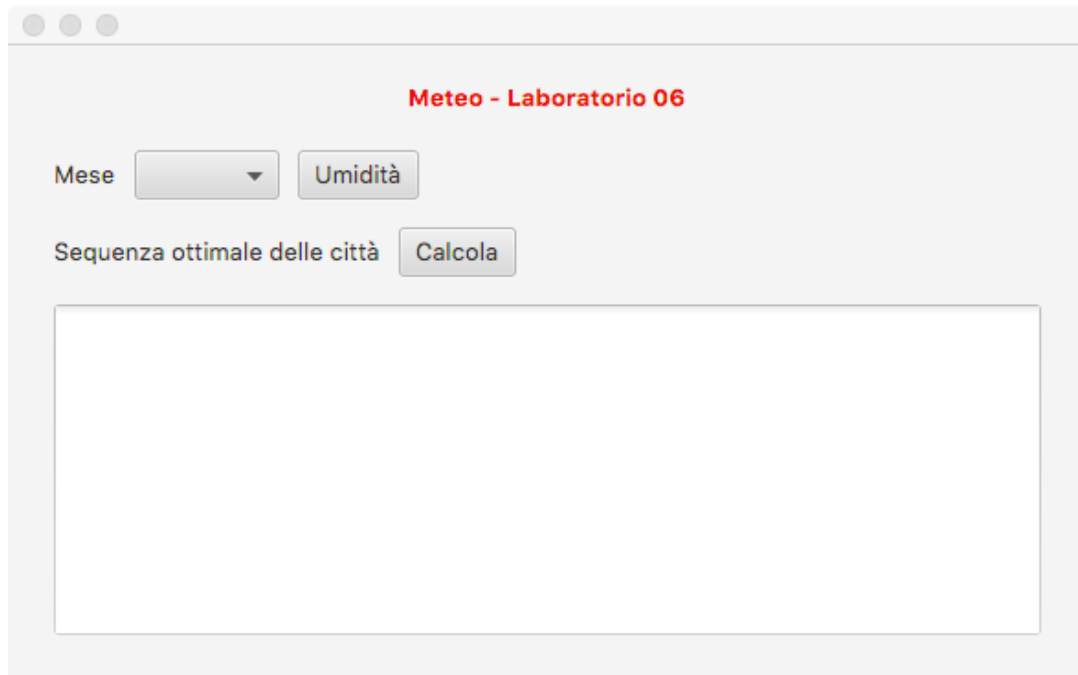 Meteo - Laboratorio 06
Mese Umidità
Sequenza ottimale delle città Calcola